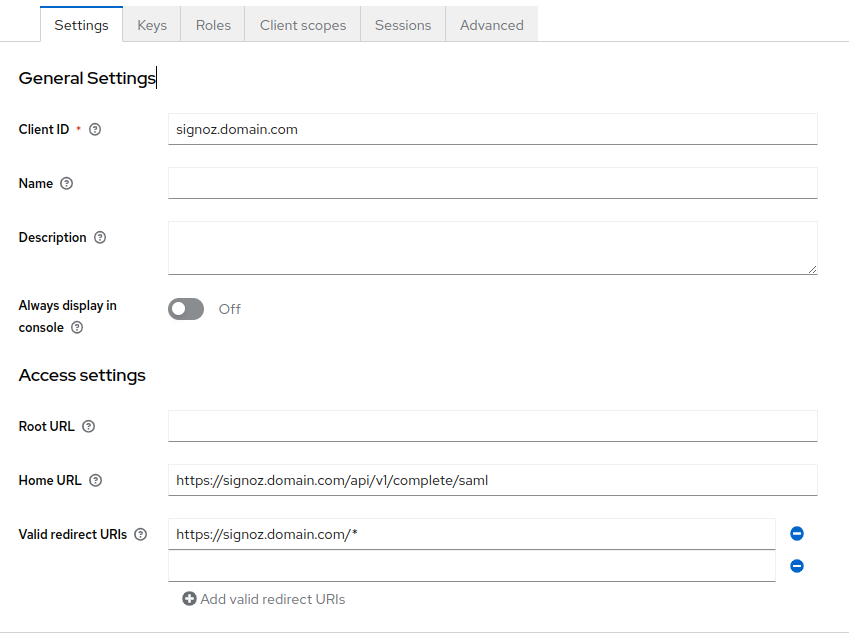 Settings Keys Roles Client scopes Sessions Advanced
General Settings
Client ID * signoz.domain.com
Name
Description
Always display in
console
Off
Access settings
Root URL
Home URL https://signoz.domain.com/api/v1/complete/saml
Valid redirect URIs https://signoz.domain.com/*
Add valid redirect URIs